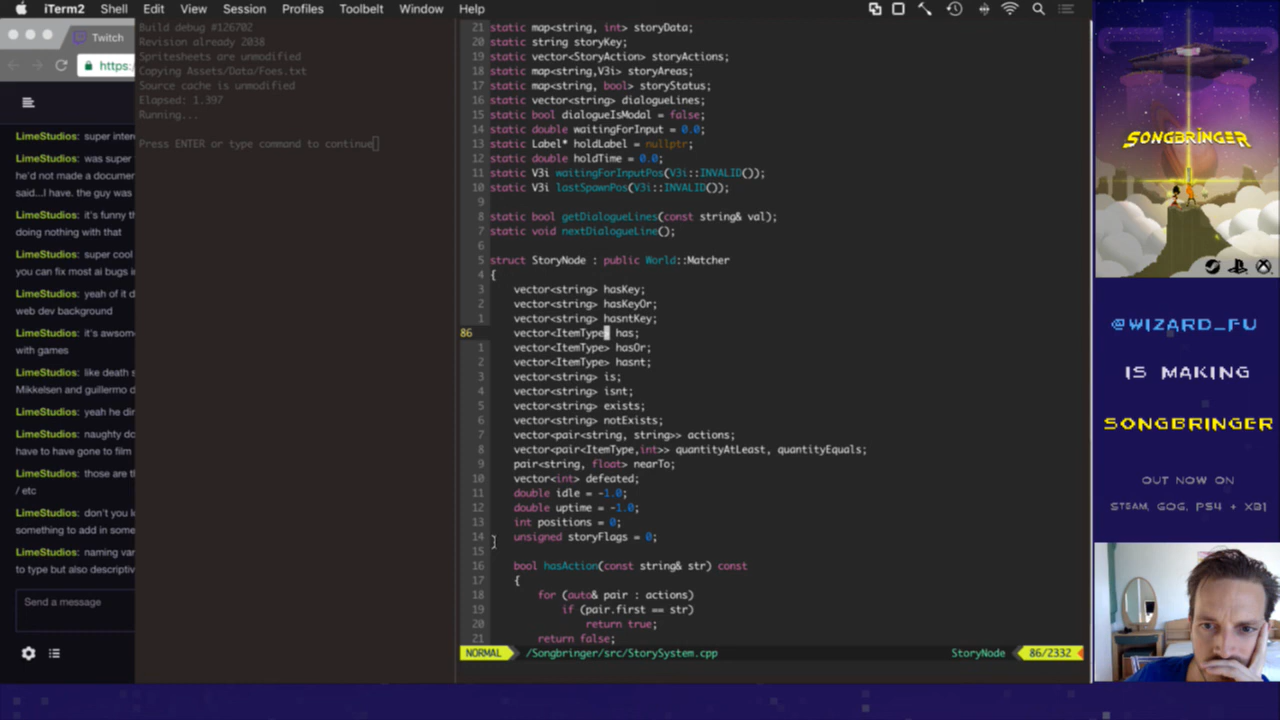 iTerm2 Shell Edit View Session Profiles Toolbelt Window Help
Twitch
https:
LimeStudios: super inter
LimeStudios: was super
he'd not made a documer
said...I have. the guy was
LimeStudios: it's funny th
doing nothing with that
LimeStudios: super cool
you can fix most ai bugs i
LimeStudios: yeah of it d
web dev background
LimeStudios: it's awsom
with games
LimeStudios: like death s
Mikkelsen and guillermo d
LimeStudios: yeah he dir
LimeStudios: naughty do
have to have gone to film
LimeStudios: those are th
/ etc
LimeStudios: don't you lo
something to add in some
LimeStudios: naming var
to type but also descriptiv
Send a message
Build debug #126702
Revision already 2038
Spritesheets are unmodified
Copying Assets/Data/Foes.txt
Source cache is unmodified
Elapsed: 1.397
Running...
Press ENTER or type command to continue
21 static map<string, int> storyData;
20 static string storyKey;
19 static vector<StoryAction> storyActions;
18 static map<string,V3i> storyAreas;
17 static map<string, bool> storyStatus;
16 static vector<string> dialogueLines;
15 static bool dialogueIsModal = false;
14 static double waitingForInput = 0.0;
13 static Label* holdLabel = nullptr;
12 static double holdTime = 0.0;
11 static V3i waitingForInputPos(V3i::INVALID());
10 static V3i lastSpawnPos(V3i::INVALID());
9
8 static bool getDialogueLines(const string& val);
7 static void nextDialogueLine();
6
5 struct StoryNode : public World::Matcher
4 {
3 vector<string> hasKey;
2 vector<string> hasKeyOr;
1 vector<string> hasntKey;
86 vector<ItemType> has;
1 vector<ItemType> hasOr;
2 vector<ItemType> hasnt;
3 vector<string> is;
4 vector<string> isnt;
5 vector<string> exists;
6 vector<string> notExists;
7 vector<pair<string, string>> actions;
8 vector<pair<ItemType,int>> quantityAtLeast, quantityEquals;
9 pair<string, float> nearTo;
10 vector<int> defeated;
11 double idle = -1.0;
12 double uptime = -1.0;
13 int positions = 0;
14 unsigned storyFlags = 0;
15
16 bool hasAction(const string& str) const
17 {
18 for (auto& pair : actions)
19 if (pair.first == str)
20 return true;
21 return false;
NORMAL /Songbringer/src/StorySystem.cpp StoryNode 86/2332
SONGBRINGER
@WIZARD_FU
IS MAKING
SONGBRINGER
OUT NOW ON
STEAM, GOG, PS4 + XB1